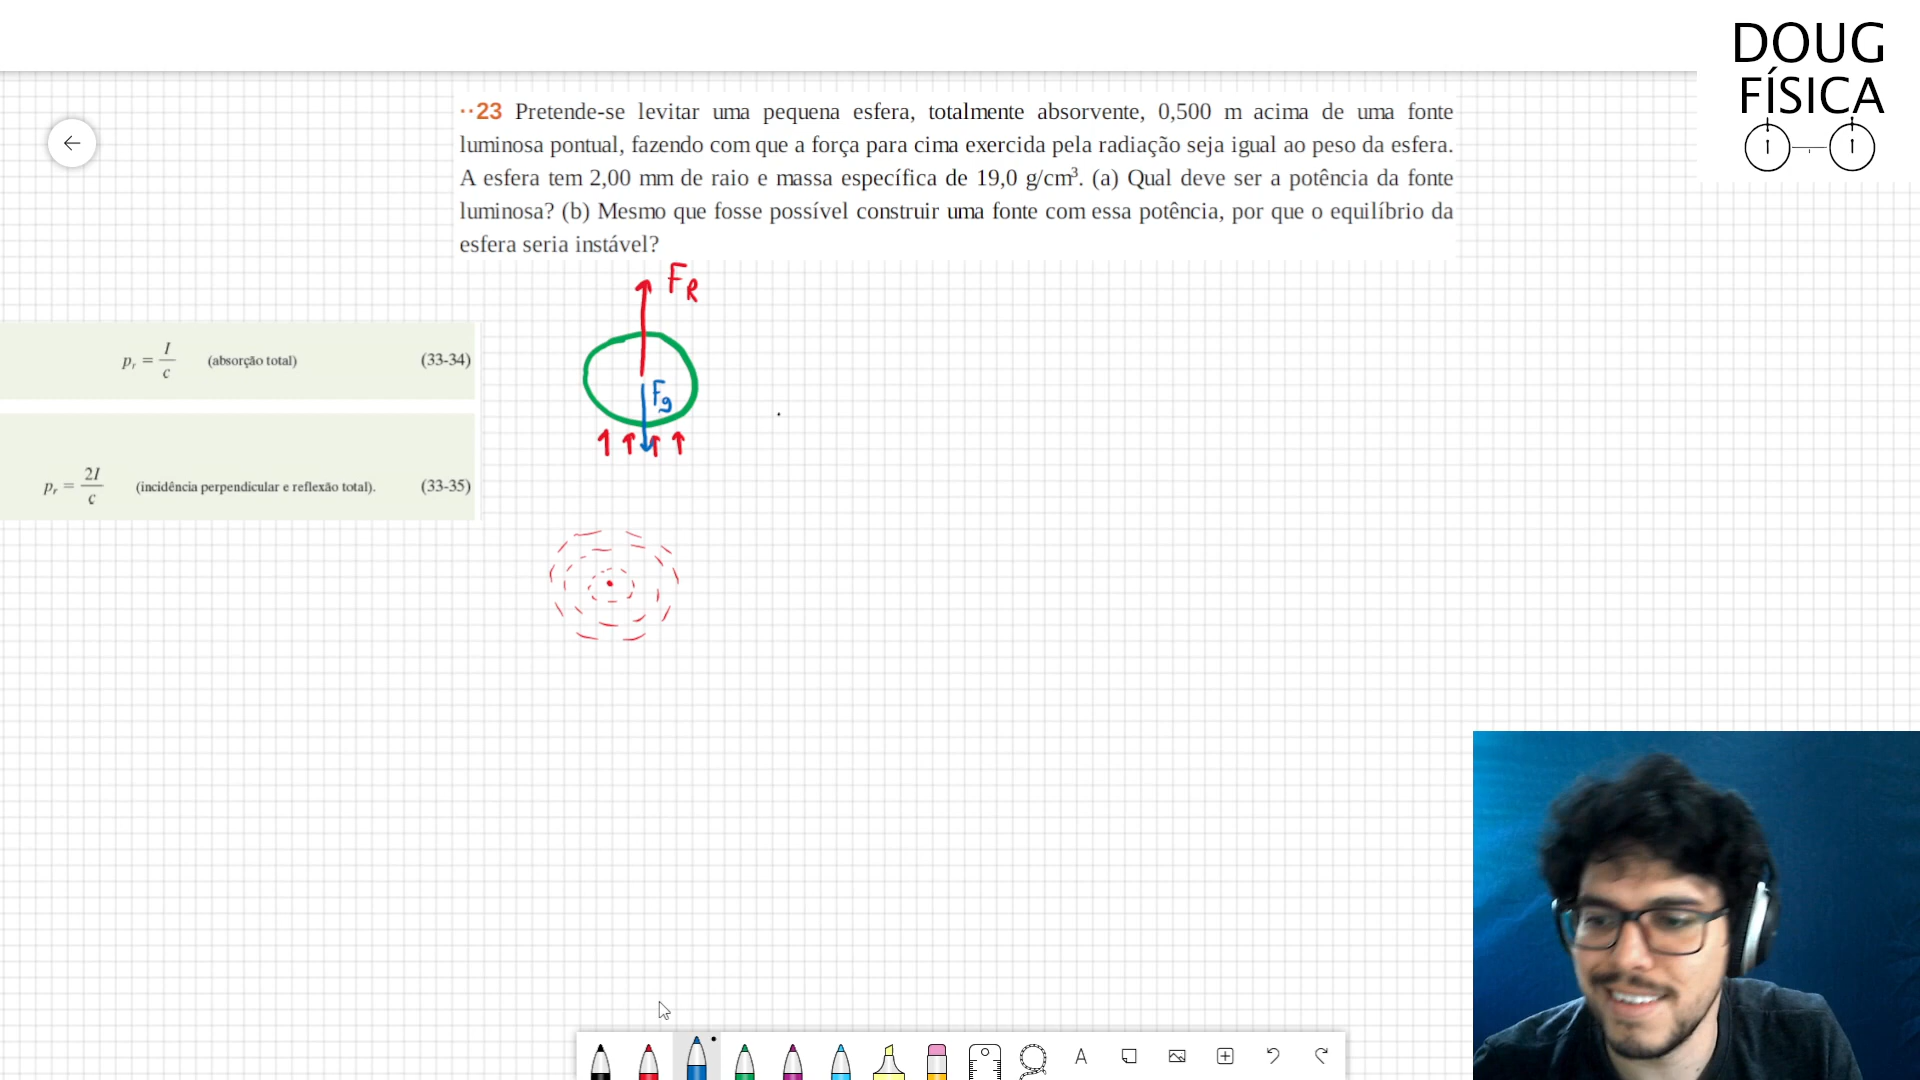 DOUG
FÍSICA
··23 Pretende-se levitar uma pequena esfera, totalmente absorvente, 0,500 m acima de uma fonte
luminosa pontual, fazendo com que a força para cima exercida pela radiação seja igual ao peso da esfera.
A esfera tem 2,00 mm de raio e massa específica de 19,0 g/cm³. (a) Qual deve ser a potência da fonte
luminosa? (b) Mesmo que fosse possível construir uma fonte com essa potência, por que o equilíbrio da
esfera seria instável?
F_R
F_g
p_r = I/c (absorção total) (33-34)
p_r = 2I/c (incidência perpendicular e reflexão total). (33-35)
A